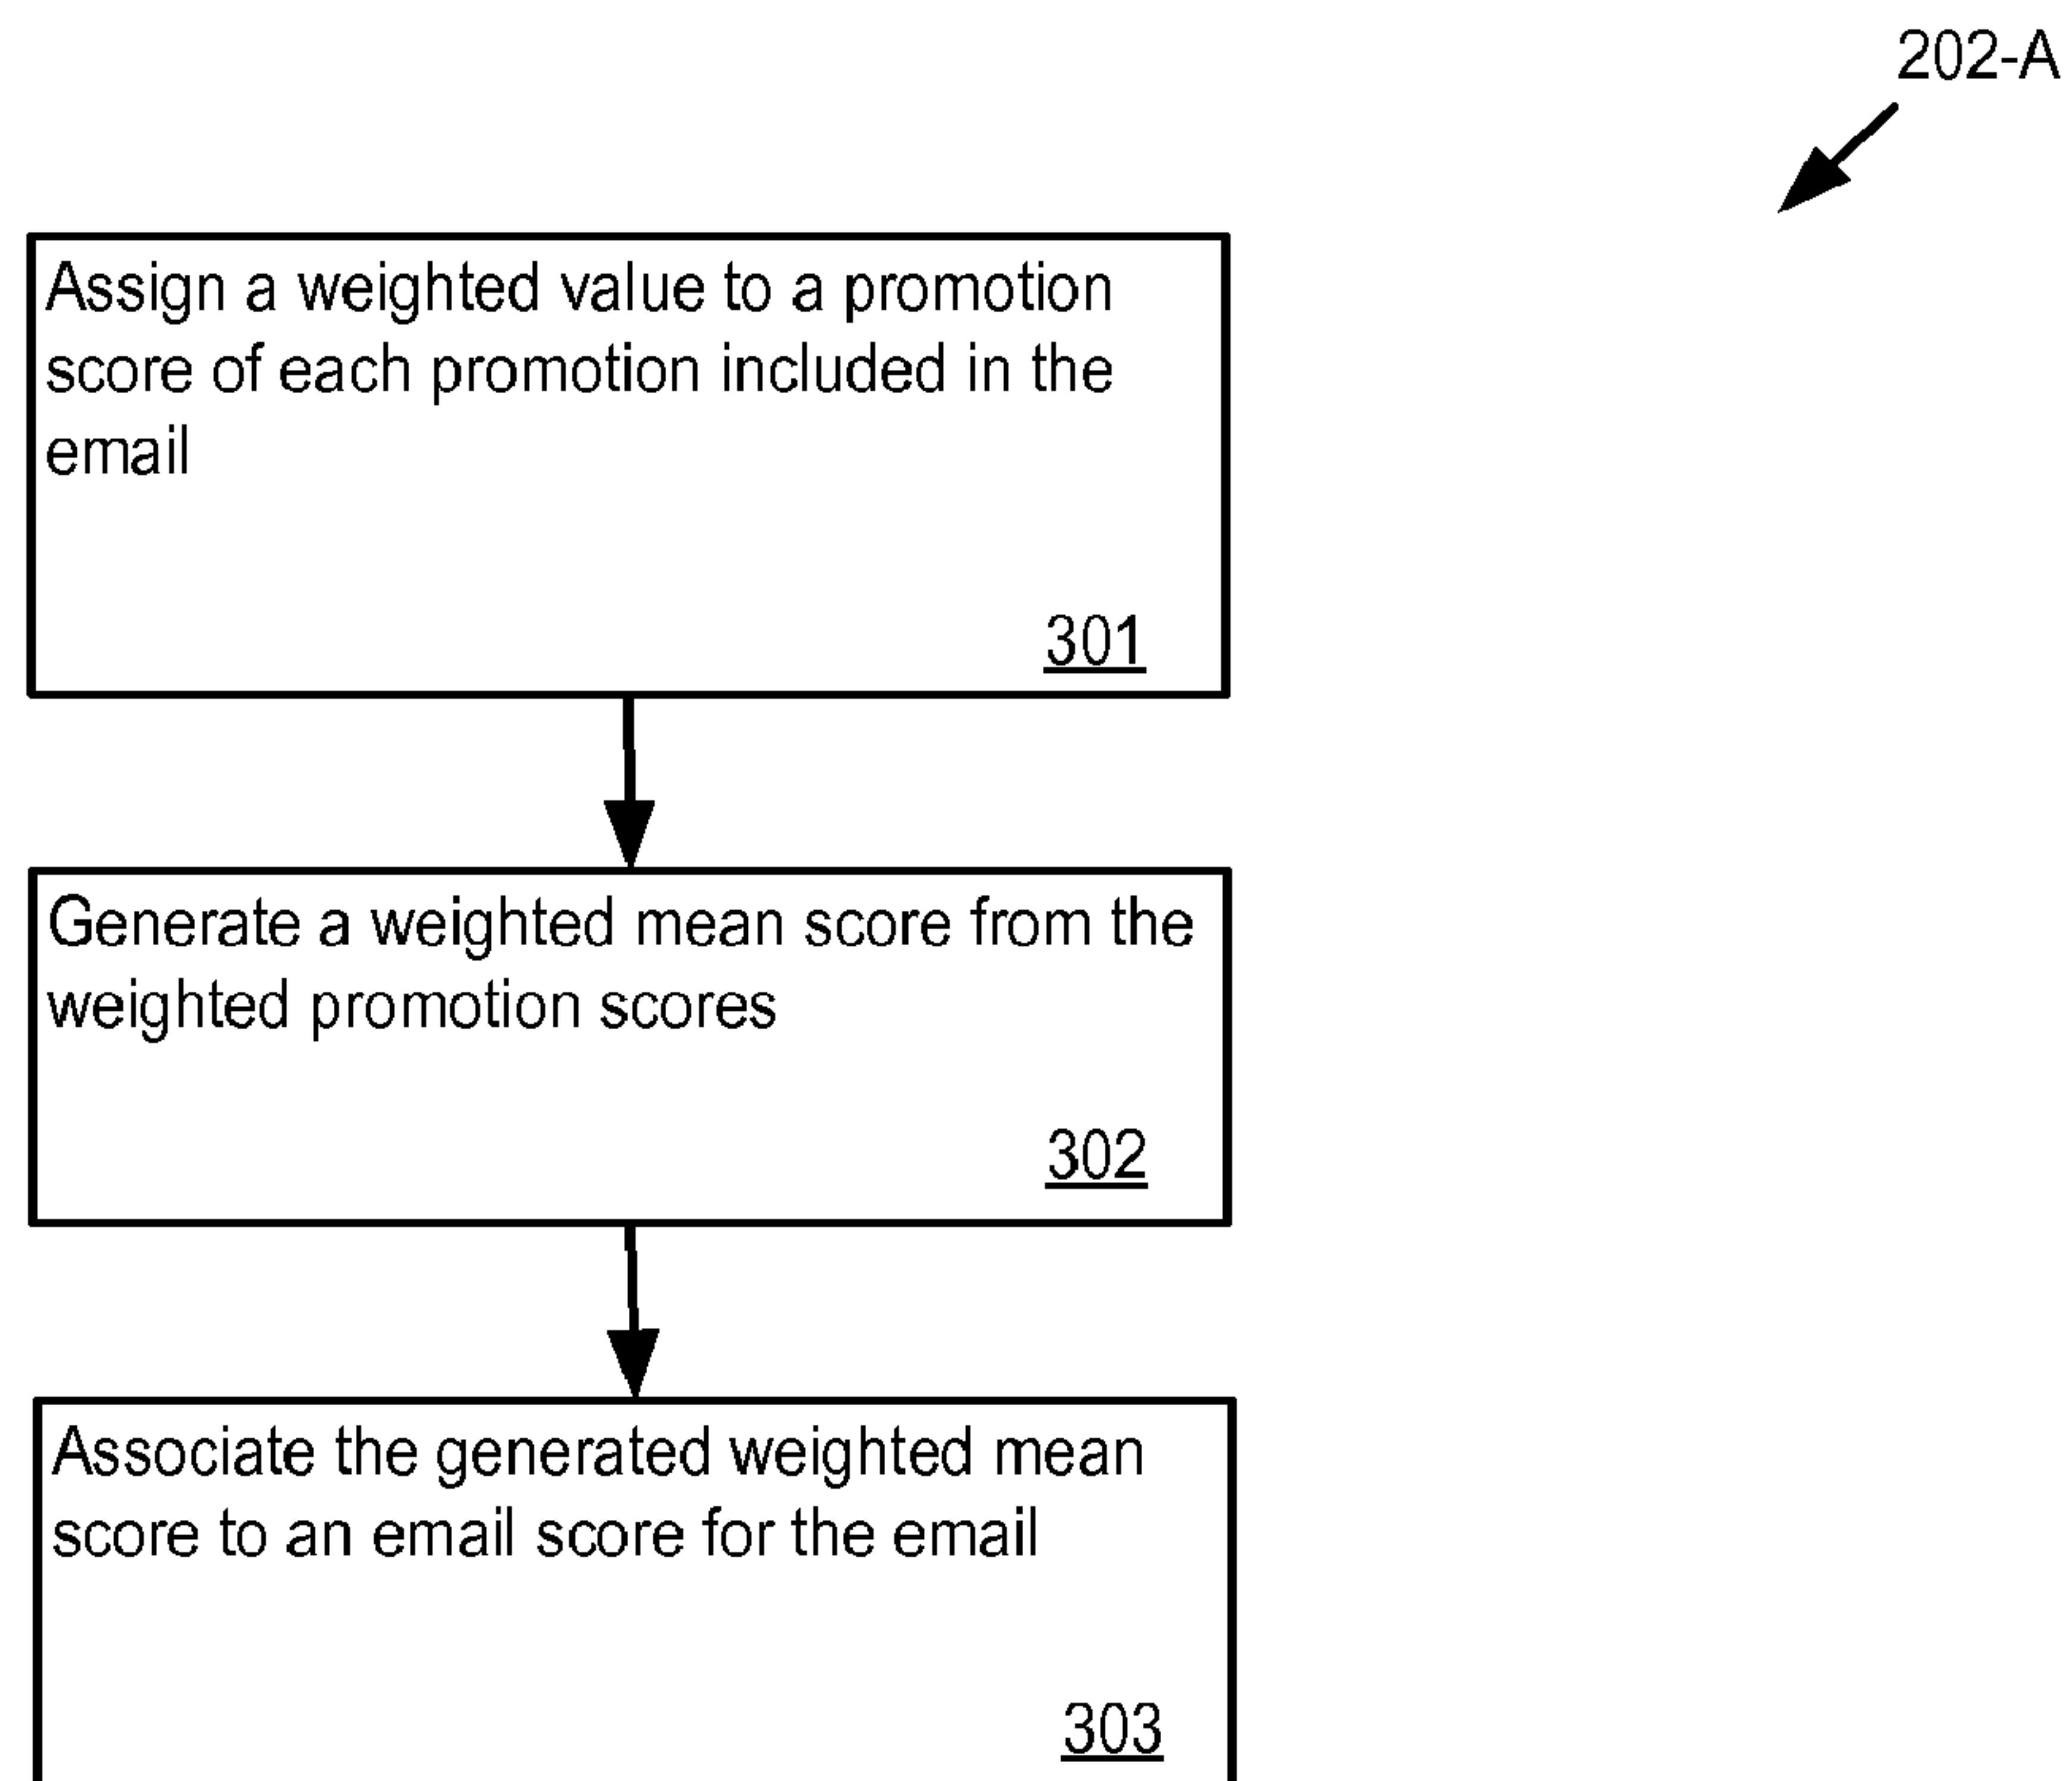 202-A
Assign a weighted value to a promotion
score of each promotion included in the
email
301
Generate a weighted mean score from the
weighted promotion scores
302
Associate the generated weighted mean
score to an email score for the email
303